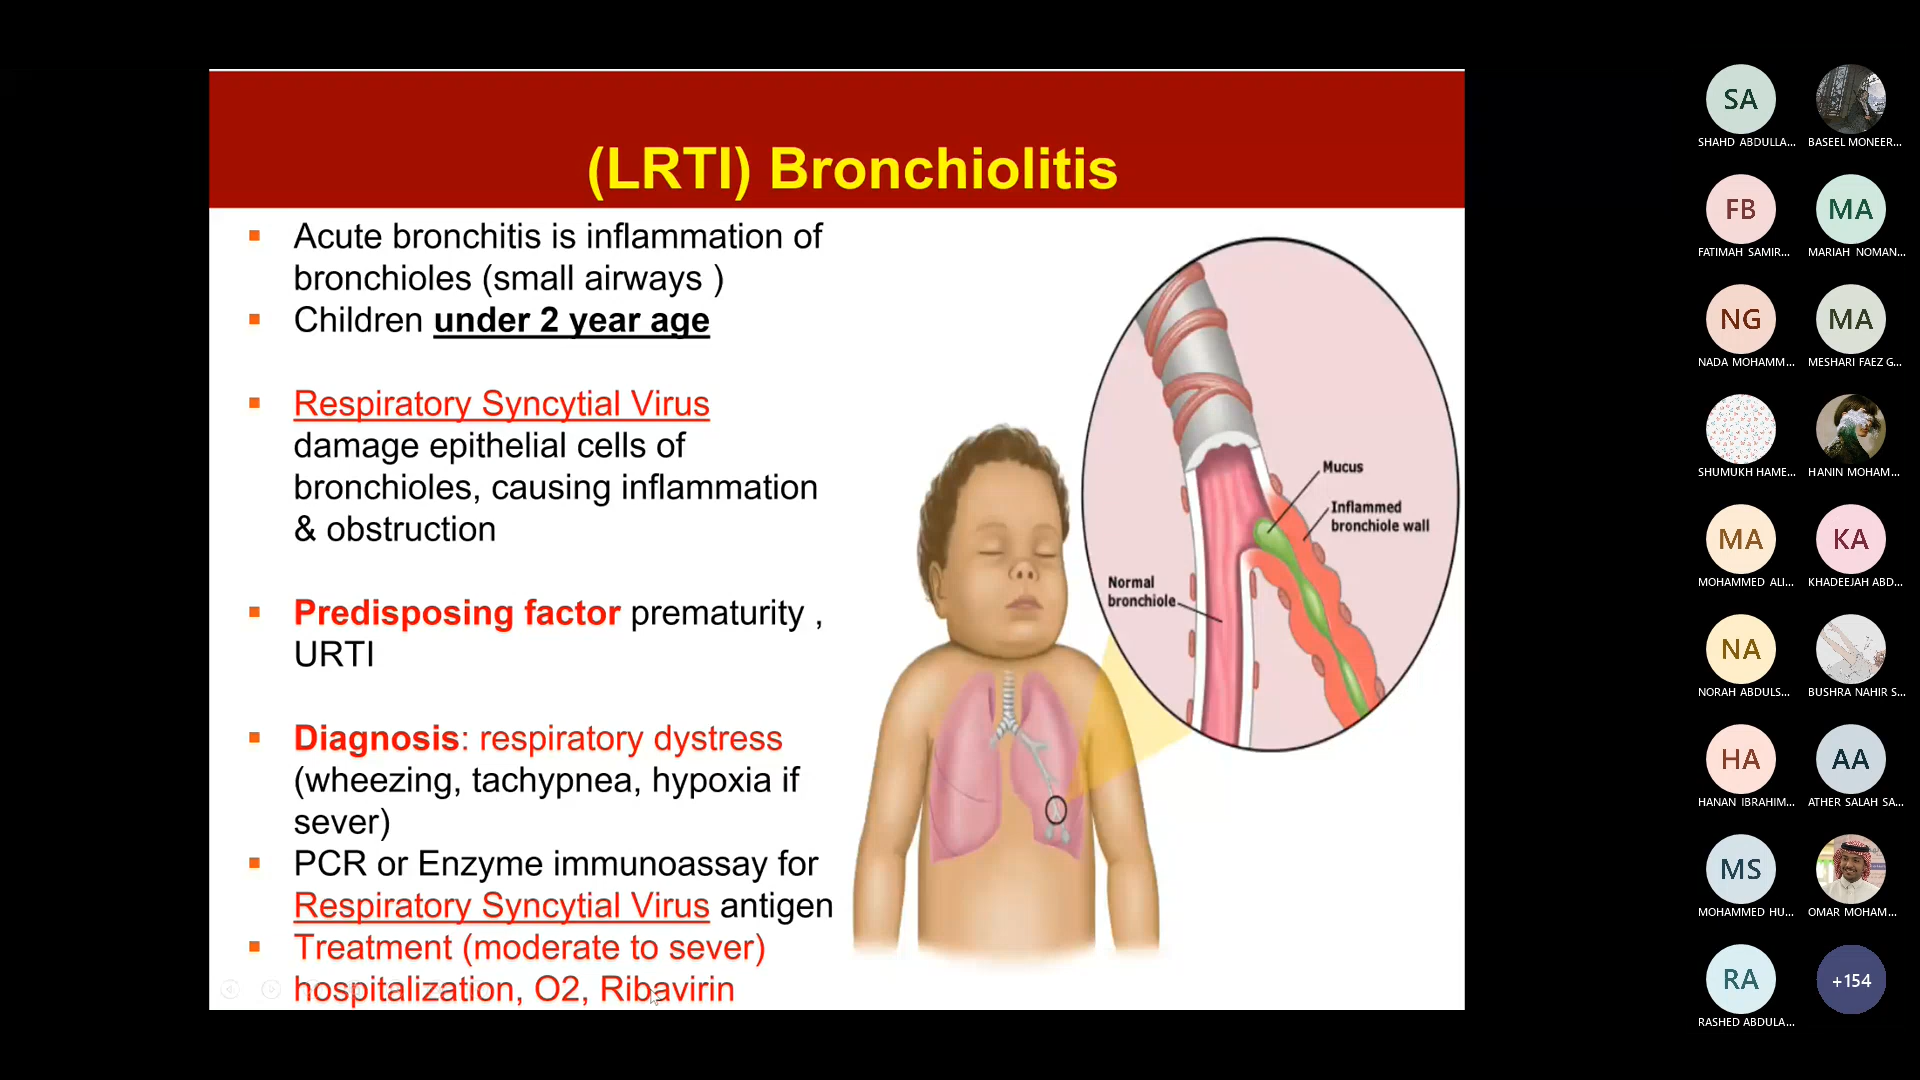 (LRTI) Bronchiolitis
▪ Acute bronchitis is inflammation of
bronchioles (small airways )
▪ Children under 2 year age
▪ Respiratory Syncytial Virus
damage epithelial cells of
bronchioles, causing inflammation
& obstruction
▪ Predisposing factor prematurity ,
URTI
▪ Diagnosis: respiratory dystress
(wheezing, tachypnea, hypoxia if
sever)
▪ PCR or Enzyme immunoassay for
Respiratory Syncytial Virus antigen
▪ Treatment (moderate to sever)
hospitalization, O2, Ribavirin
Mucus
Inflammed
bronchiole wall
Normal
bronchiole
SA
SHAHD ABDULLA...
BASEEL MONEER...
FB
FATIMAH SAMIR...
MA
MARIAH NOMAN...
NG
NADA MOHAMM...
MA
MESHARI FAEZ G...
SHUMUKH HAME...
HANIN MOHAM...
MA
MOHAMMED ALI...
KA
KHADEEJAH ABD...
NA
NORAH ABDULS...
BUSHRA NAHIR S...
HA
HANAN IBRAHIM...
AA
ATHER SALAH SA...
MS
MOHAMMED HU...
OMAR MOHAM...
RA
RASHED ABDULA...
+154